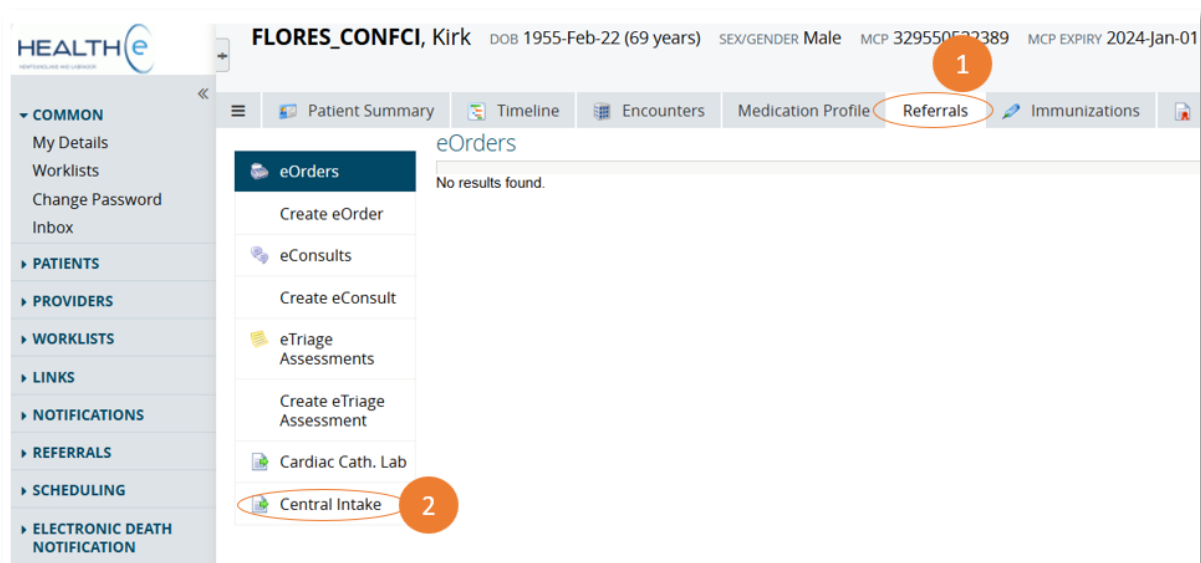 HEALTH e
NEWFOUNDLAND AND LABRADOR
FLORES_CONFCI, Kirk DOB 1955-Feb-22 (69 years) SEX/GENDER Male MCP 329550522389 MCP EXPIRY 2024-Jan-01
1
Patient Summary Timeline Encounters Medication Profile Referrals Immunizations
COMMON
My Details
Worklists
Change Password
Inbox
PATIENTS
PROVIDERS
WORKLISTS
LINKS
NOTIFICATIONS
REFERRALS
SCHEDULING
ELECTRONIC DEATH
NOTIFICATION
eOrders
Create eOrder
eConsults
Create eConsult
eTriage
Assessments
Create eTriage
Assessment
Cardiac Cath. Lab
Central Intake 2
eOrders
No results found.